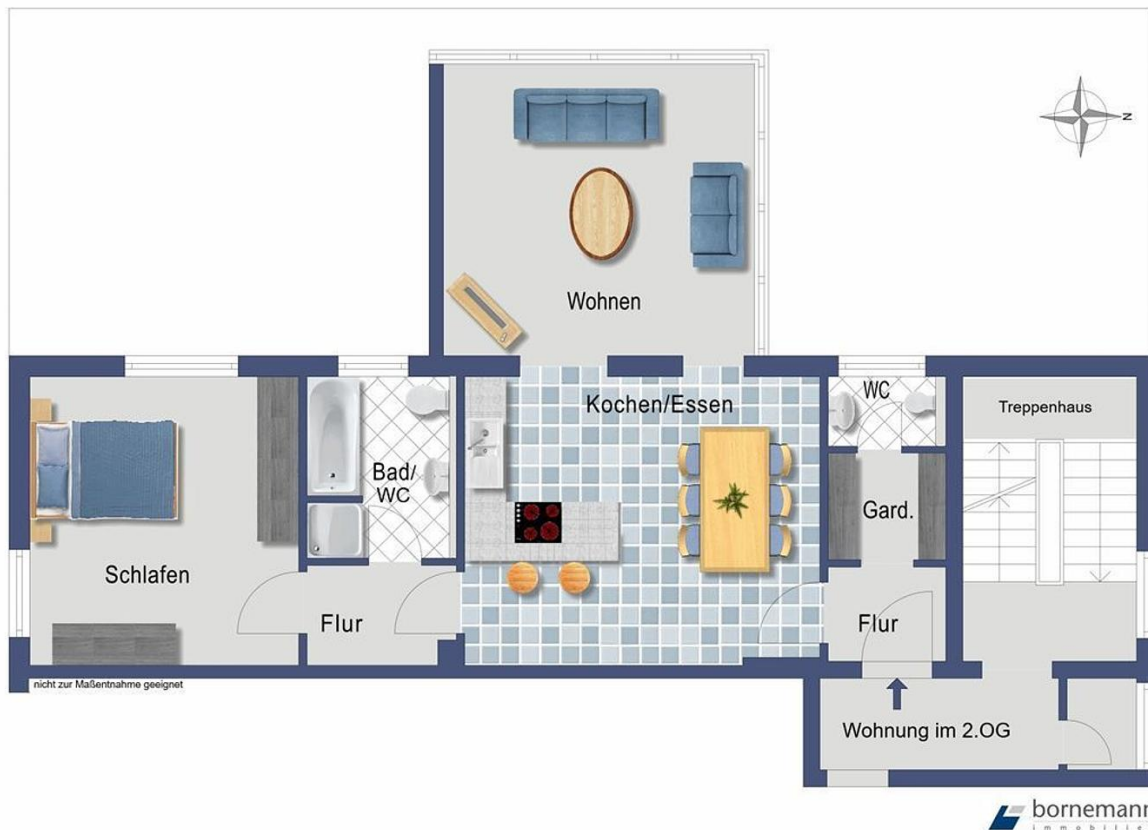 N
Wohnen
Kochen/Essen
WC
Treppenhaus
Bad/
WC
Gard.
Schlafen
Flur
Flur
nicht zur Maßentnahme geeignet
Wohnung im 2.OG
bornemann